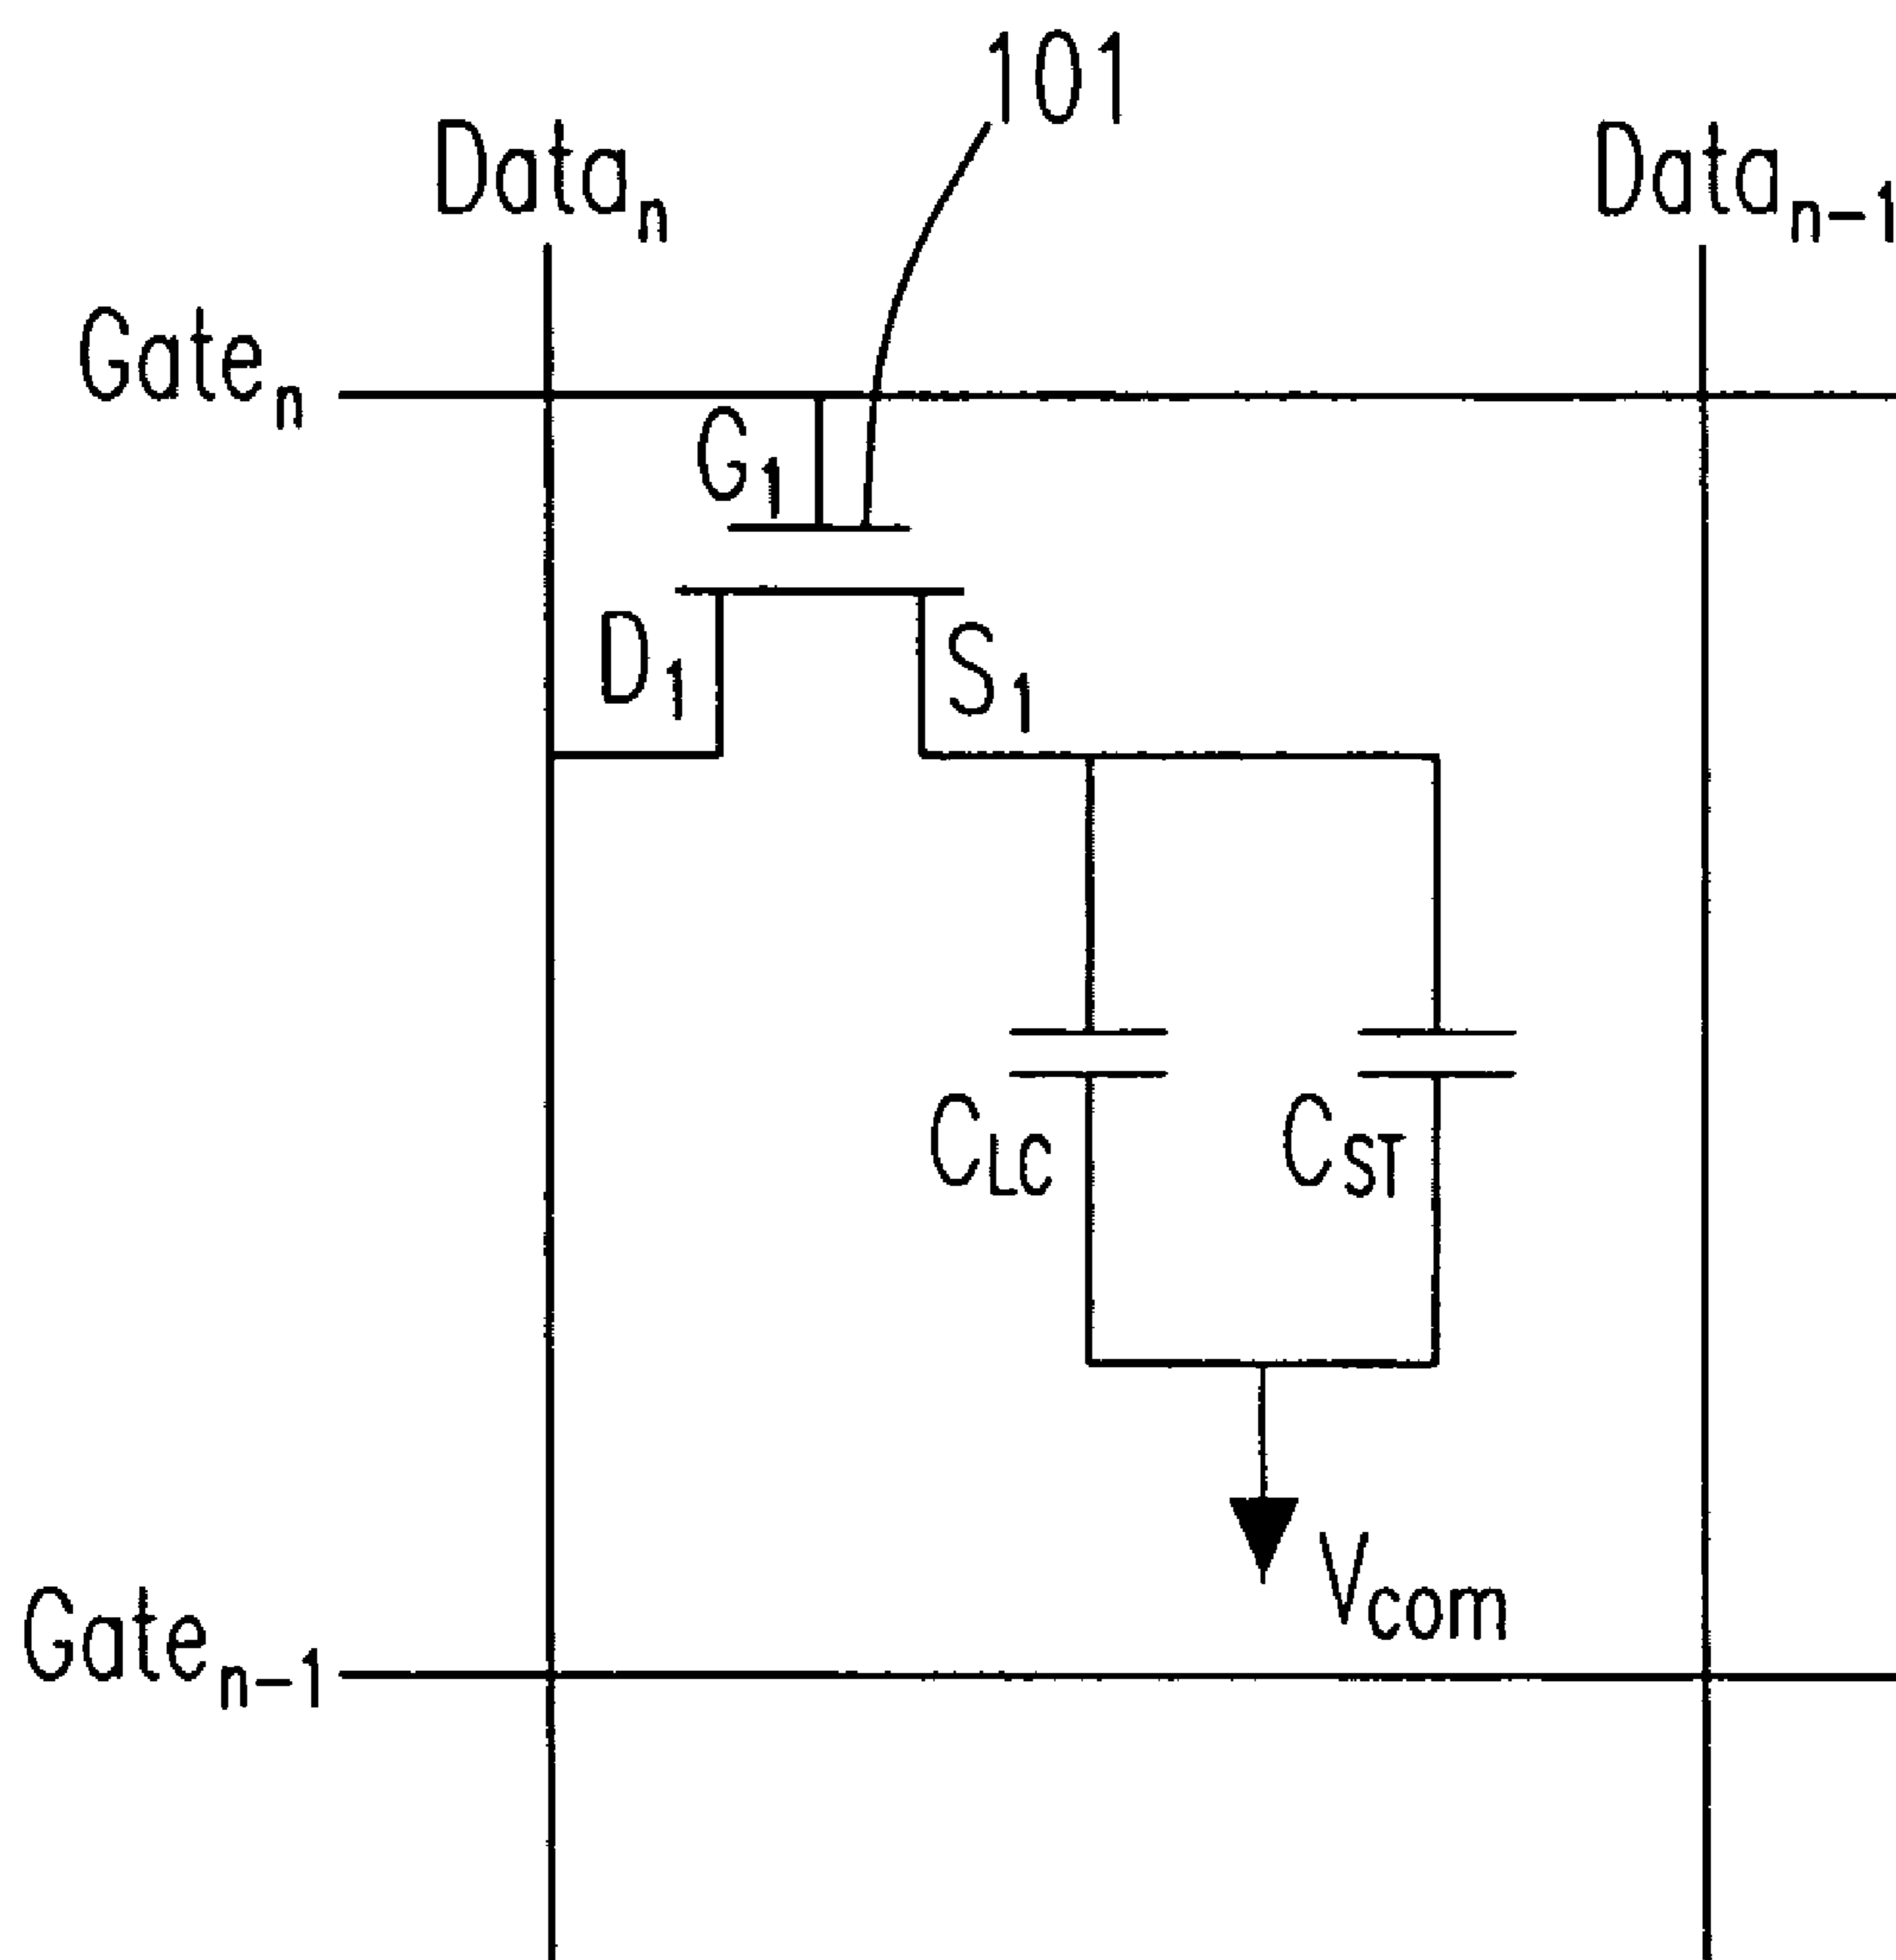 101
Data_n
Data_n-1
Gate_n
G_1
D_1
S_1
C_LC
C_ST
V_com
Gate_n-1